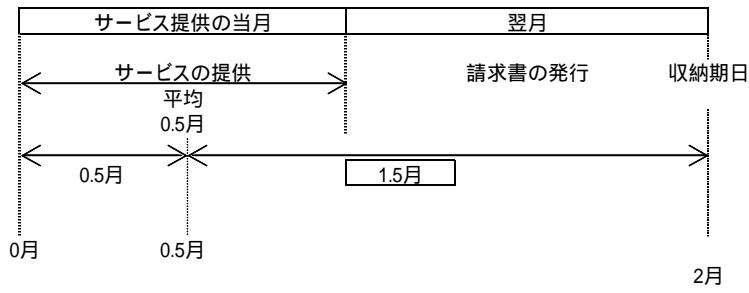 サービス提供の当月
翌月
サービスの提供
請求書の発行
収納期日
平均
0.5月
0.5月
1.5月
0月
0.5月
2月